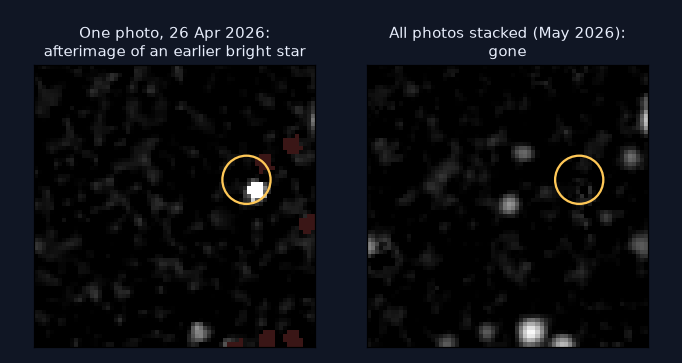 One photo, 26 Apr 2026:
afterimage of an earlier bright star
All photos stacked (May 2026):
gone